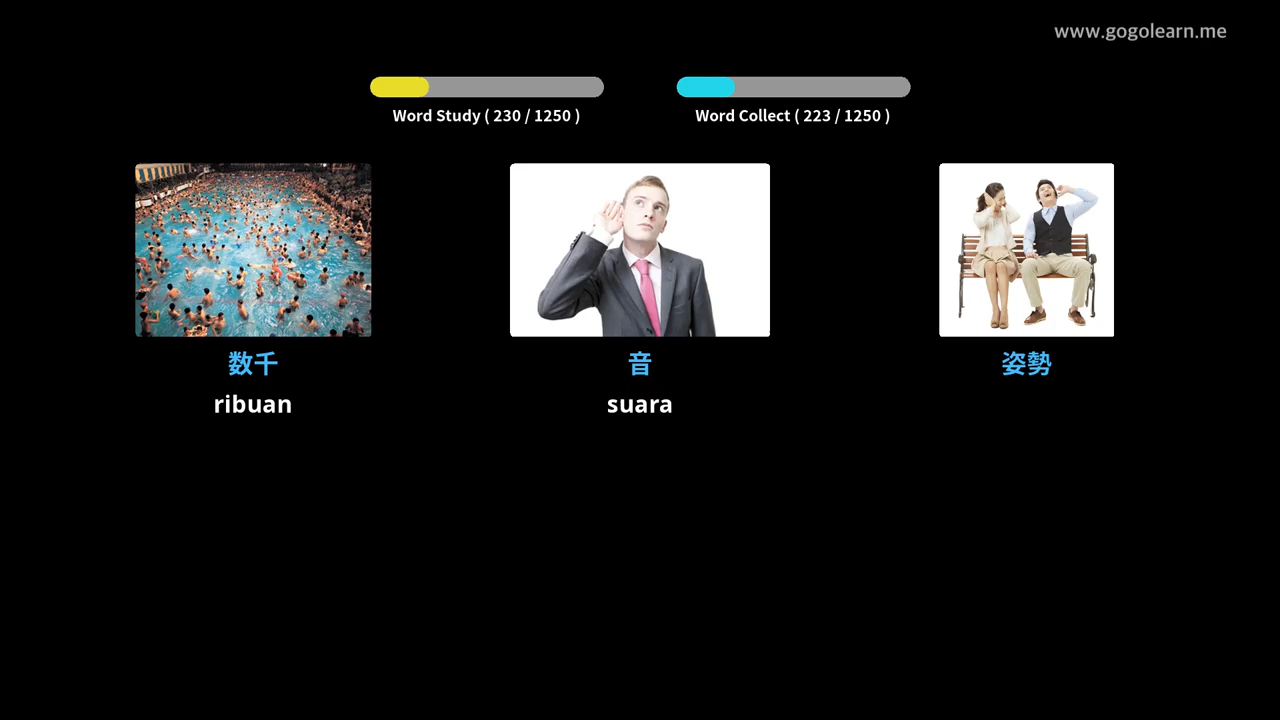 www.gogolearn.me
Word Study ( 230 / 1250 )
Word Collect ( 223 / 1250 )
数千
音
姿勢
ribuan
suara